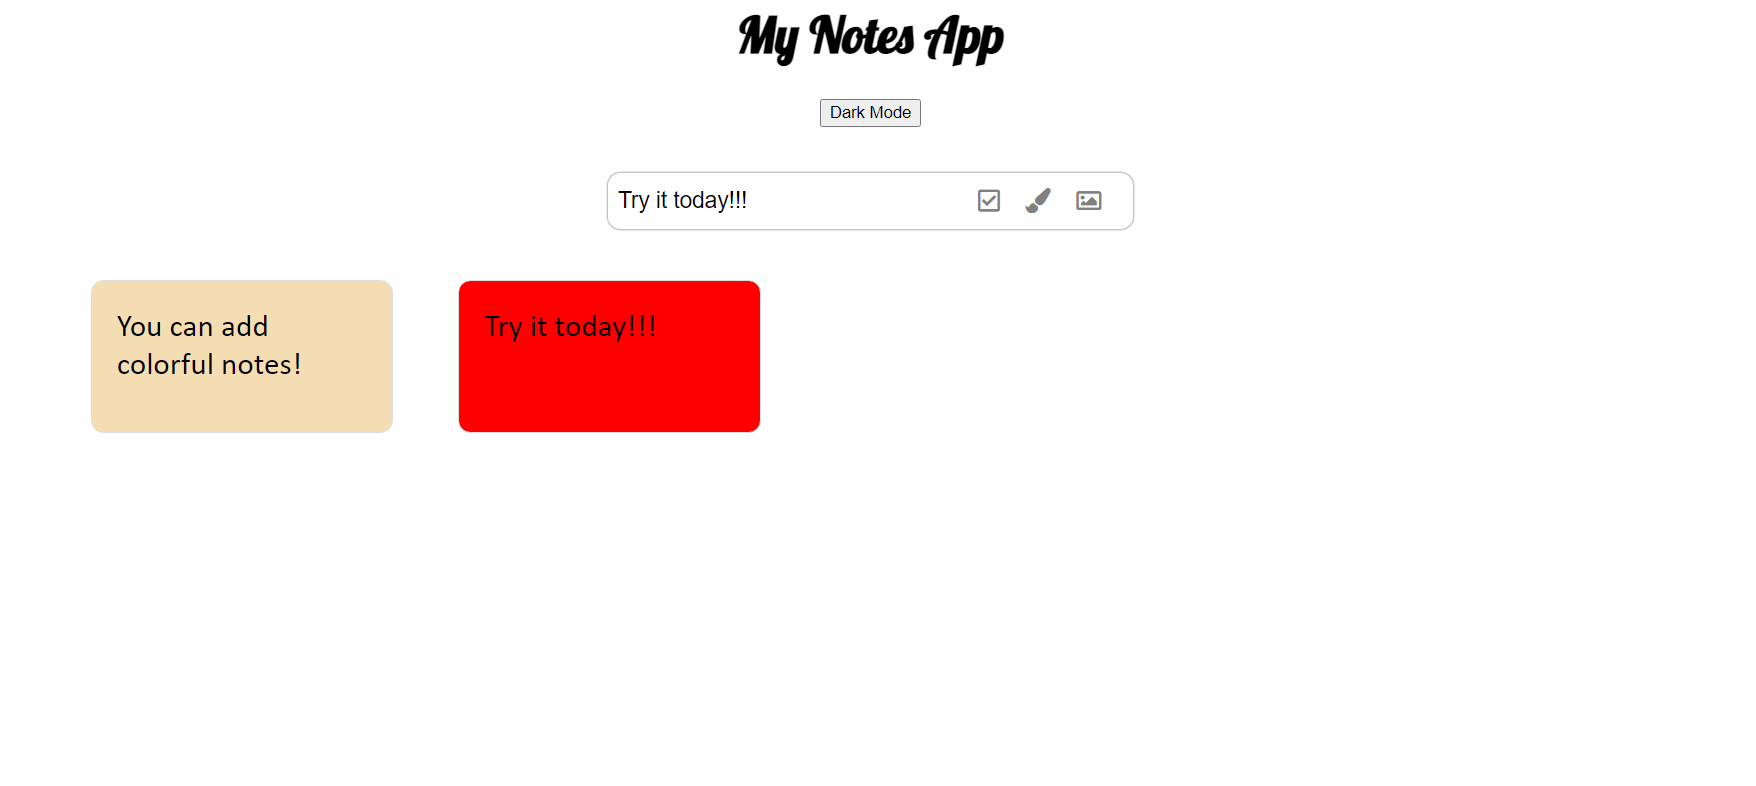 My Notes App
Dark Mode
Try it today!!!
You can add
colorful notes!
Try it today!!!